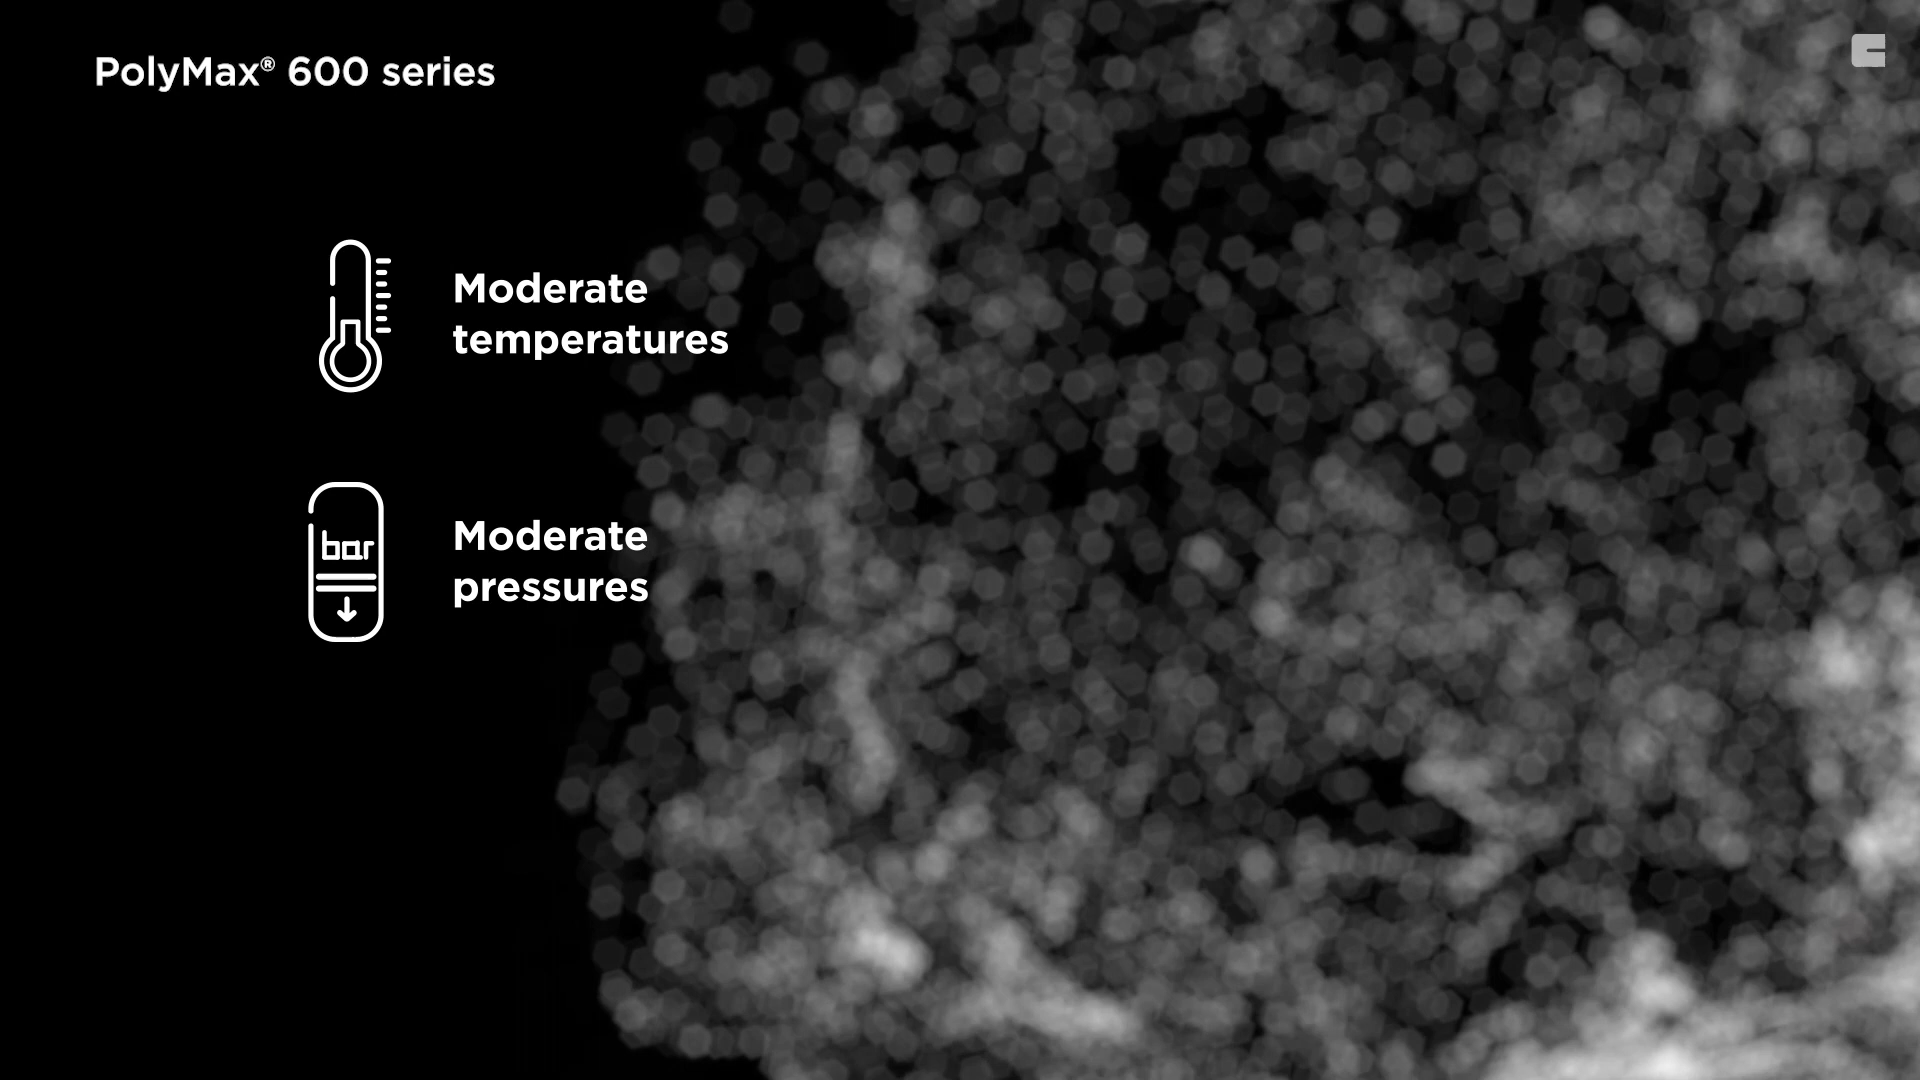 PolyMax® 600 series
Moderate
temperatures
bar
Moderate
pressures